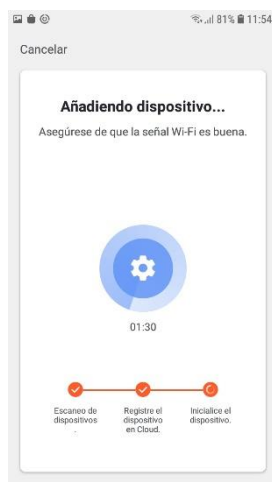 81% 11:54
Cancelar
Añadiendo dispositivo...
Asegúrese de que la señal Wi-Fi es buena.
01:30
Escaneo de
dispositivos
.
Registre el
dispositivo
en Cloud.
Inicialice el
dispositivo.